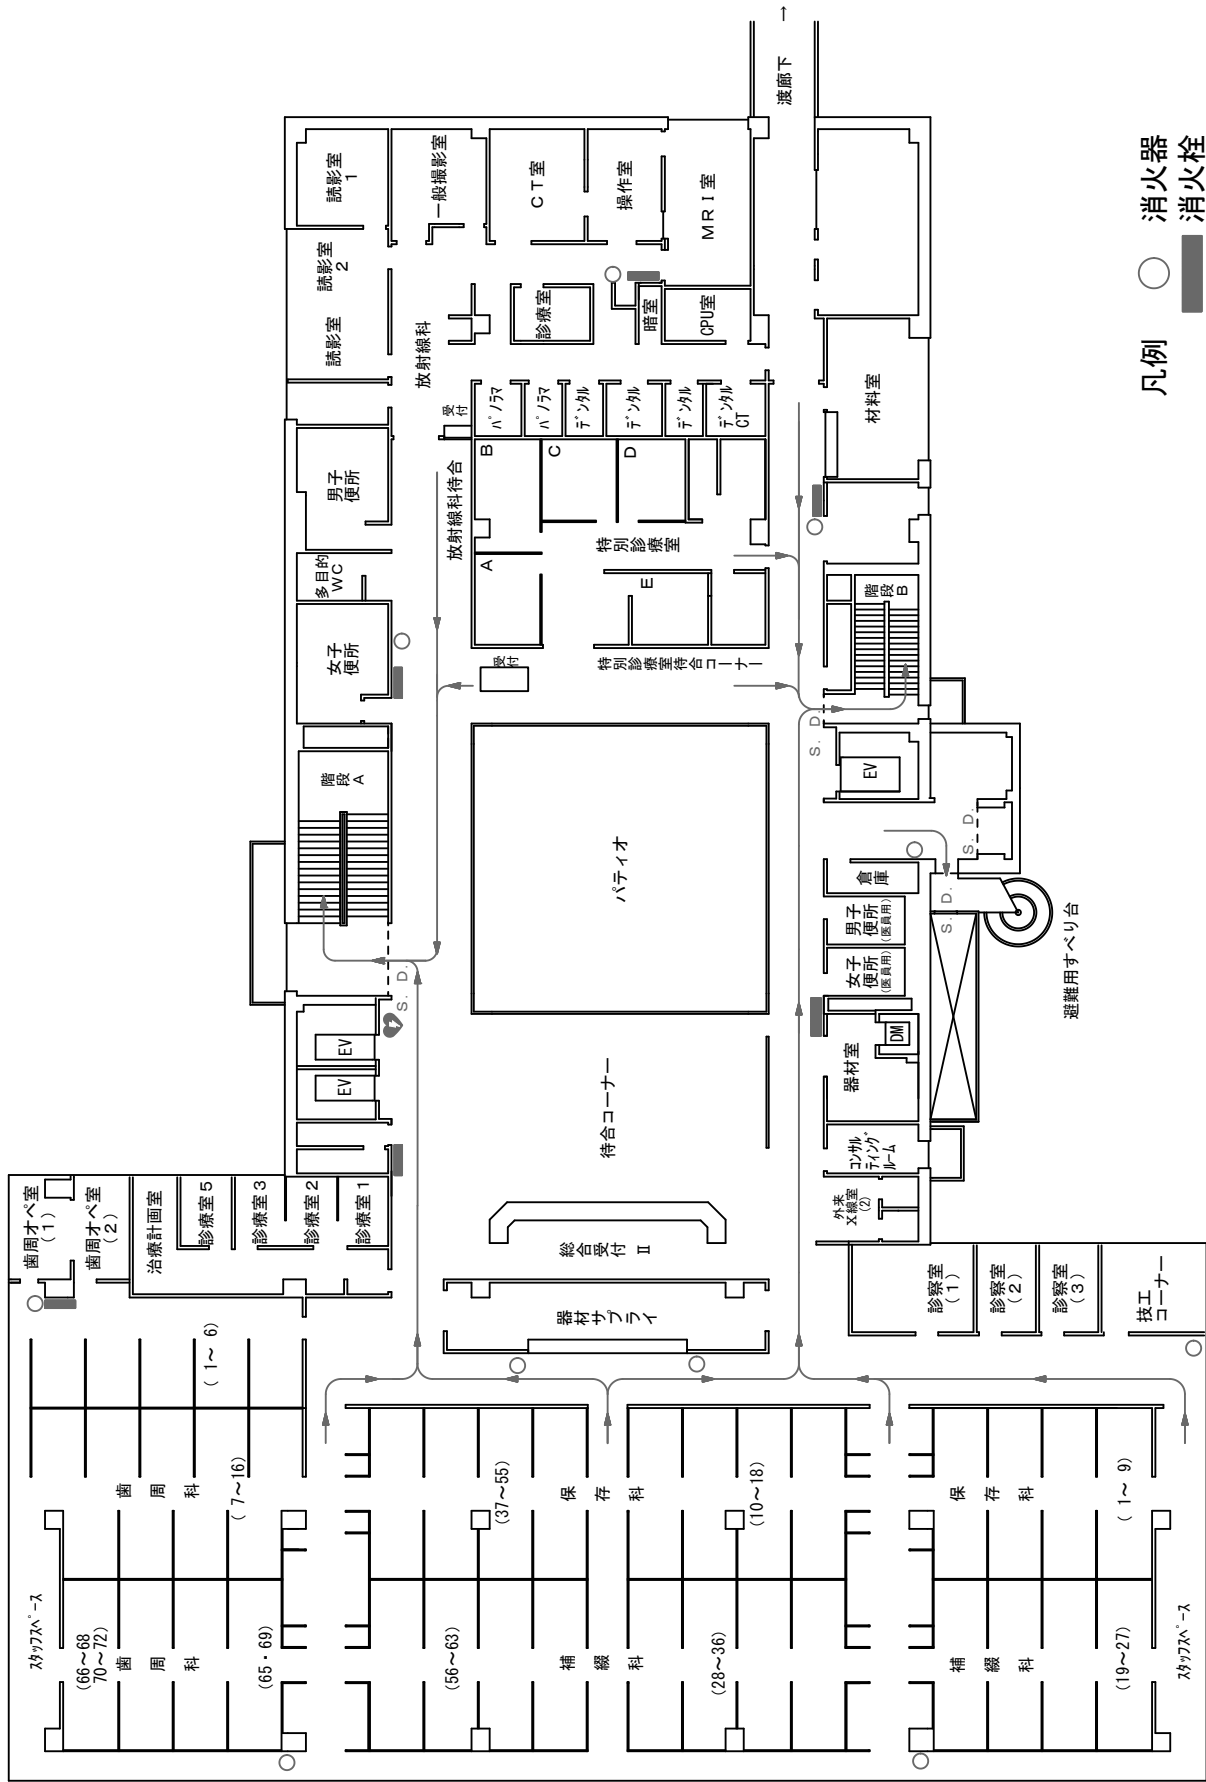 歯周オペ室
(1)
歯周オペ室
(2)
治療計画室
診療室5
診療室3
診療室2
診療室1
EV
EV
S. D.
階段
A
女子
便所
多目的
WC
男子
便所
読影室
読影室
2
読影室
1
放射線科
一般撮影室
CT室
操作室
MRI室
診療室
暗室
CPU室
渡廊下
→
受付
放射線科待合
パノラマ
パノラマ
デンタル
デンタル
デンタル
デンタル
CT
A
B
C
D
E
特別診療室
受付
特別診療室待合コーナー
パティオ
待合コーナー
総合受付 Ⅱ
器材サプライ
材料室
階段
B
S. D.
EV
S. D.
S. D.
倉庫
男子
便所
(医員用)
女子
便所
(医員用)
DM
器材室
コンサル
ティング
ルーム
外来
X線室
(2)
避難用すべり台
診察室
(1)
診察室
(2)
診察室
(3)
技工
コーナー
スタッフスペース
(66~68
70~72)
歯周科
(65・69)
歯周科
(1~6)
(7~16)
(37~55)
保存科
(10~18)
保存科
(1~9)
(56~63)
補綴科
(28~36)
補綴科
(19~27)
スタッフスペース
凡例
消火器
消火栓